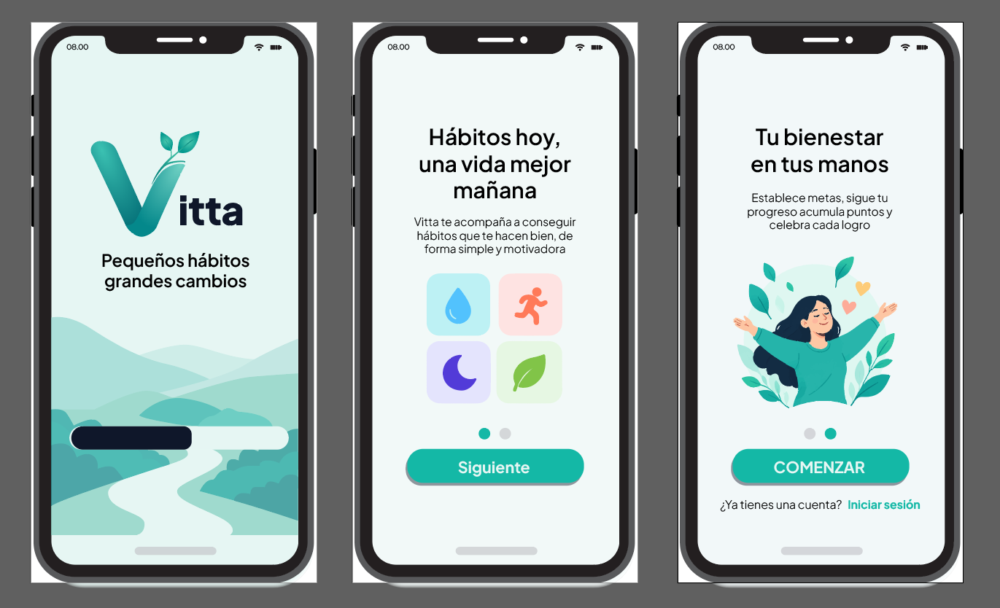 08.00
Vitta
Pequeños hábitos
grandes cambios
08.00
Hábitos hoy,
una vida mejor
mañana
Vitta te acompaña a conseguir
hábitos que te hacen bien, de
forma simple y motivadora
Siguiente
08.00
Tu bienestar
en tus manos
Establece metas, sigue tu
progreso acumula puntos y
celebra cada logro
COMENZAR
¿Ya tienes una cuenta? Iniciar sesión